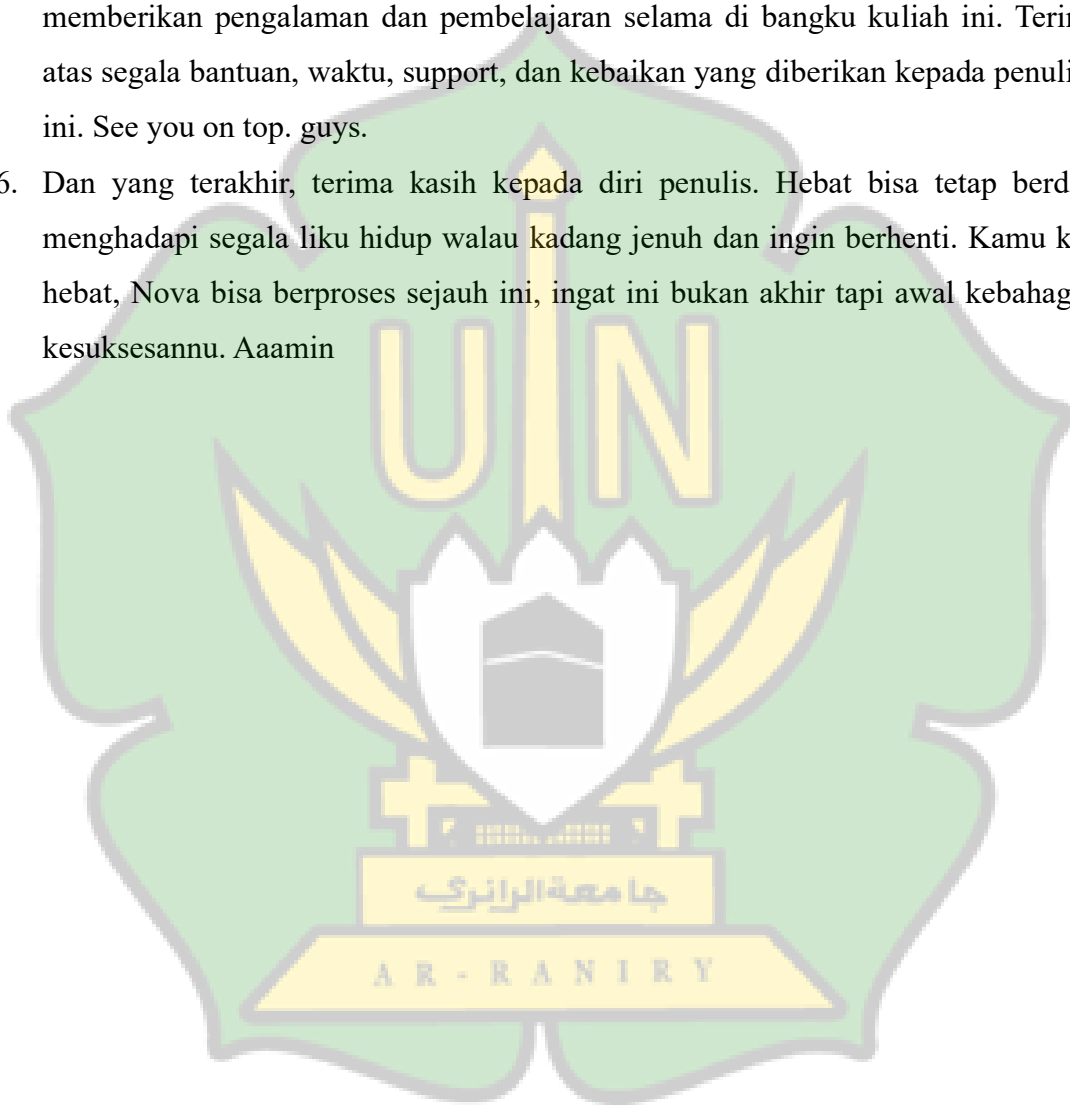 memberikan pengalaman dan pembelajaran selama di bangku kuliah ini. Terin
atas segala bantuan, waktu, support, dan kebaikan yang diberikan kepada penuli
ini. See you on top. guys.
6. Dan yang terakhir, terima kasih kepada diri penulis. Hebat bisa tetap berd
menghadapi segala liku hidup walau kadang jenuh dan ingin berhenti. Kamu k
hebat, Nova bisa berproses sejauh ini, ingat ini bukan akhir tapi awal kebahag
kesuksesannu. Aaamin
UIN
جامعة الرانري
AR-RANIRY